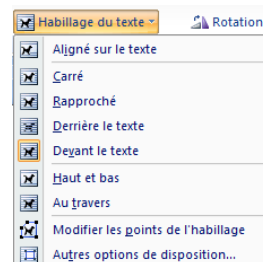 Habillage du texte Rotation
Aligné sur le texte
Carré
Rapproché
Derrière le texte
Devant le texte
Haut et bas
Au travers
Modifier les points de l'habillage
Autres options de disposition...